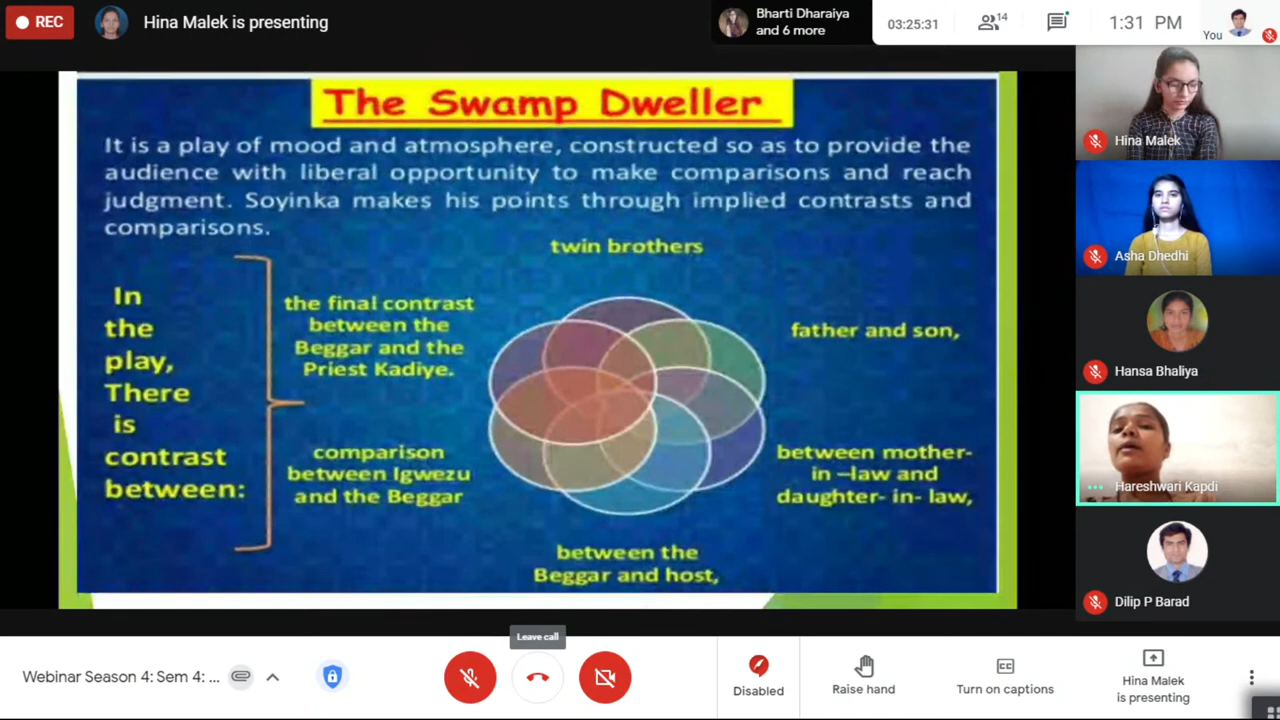 REC
Hina Malek is presenting
Bharti Dharaiya
and 6 more
03:25:31
14
1:31 PM
You
The Swamp Dweller
It is a play of mood and atmosphere, constructed so as to provide the
audience with liberal opportunity to make comparisons and reach
judgment. Soyinka makes his points through implied contrasts and
comparisons.
In
the
play,
There
is
contrast
between:
twin brothers
the final contrast
between the
Beggar and the
Priest Kadiye.
father and son,
comparison
between Igwezu
and the Beggar
between mother-
in –law and
daughter- in- law,
between the
Beggar and host,
Hina Malek
Asha Dhedhi
Hansa Bhaliya
Hareshwari Kapdi
Dilip P Barad
Leave call
Webinar Season 4: Sem 4: ...
Disabled
Raise hand
CC
Turn on captions
Hina Malek
is presenting